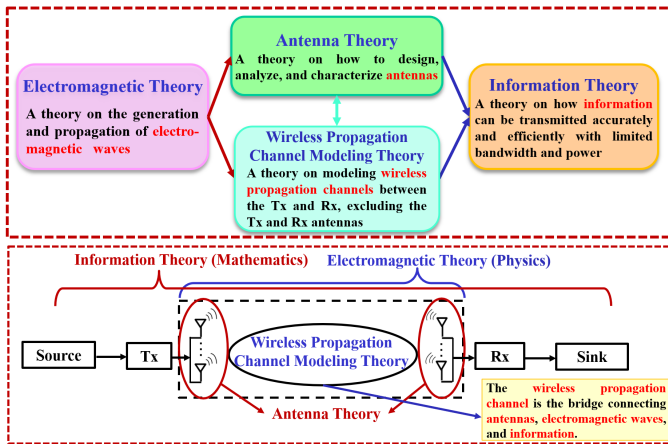 Electromagnetic Theory
A theory on the generation
and propagation of electro-
magnetic waves
Antenna Theory
A theory on how to design,
analyze, and characterize antennas
Wireless Propagation
Channel Modeling Theory
A theory on modeling wireless
propagation channels between
the Tx and Rx, excluding the
Tx and Rx antennas
Information Theory
A theory on how information
can be transmitted accurately
and efficiently with limited
bandwidth and power
Information Theory (Mathematics)
Electromagnetic Theory (Physics)
Source
Tx
Wireless Propagation
Channel Modeling Theory
Rx
Sink
Antenna Theory
The wireless propagation
channel is the bridge connecting
antennas, electromagnetic waves,
and information.